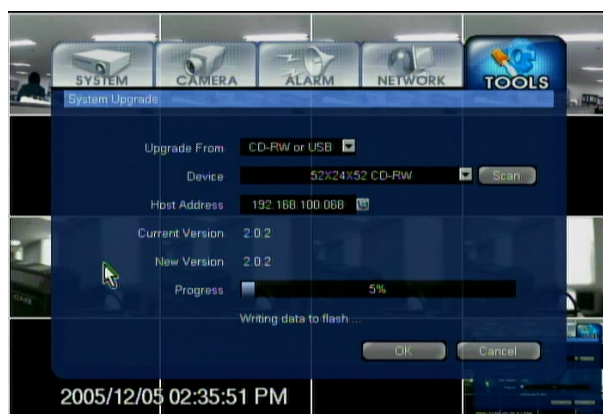 SYSTEM CAMERA ALARM NETWORK TOOLS
System Upgrade
Upgrade From CD-RW or USB
Device 52X24X52 CD-RW Scan
Host Address 192.168.100.088
Current Version 2.0.2
New Version 2.0.2
Progress 5%
Writing data to flash ...
OK Cancel
2005/12/05 02:35:51 PM